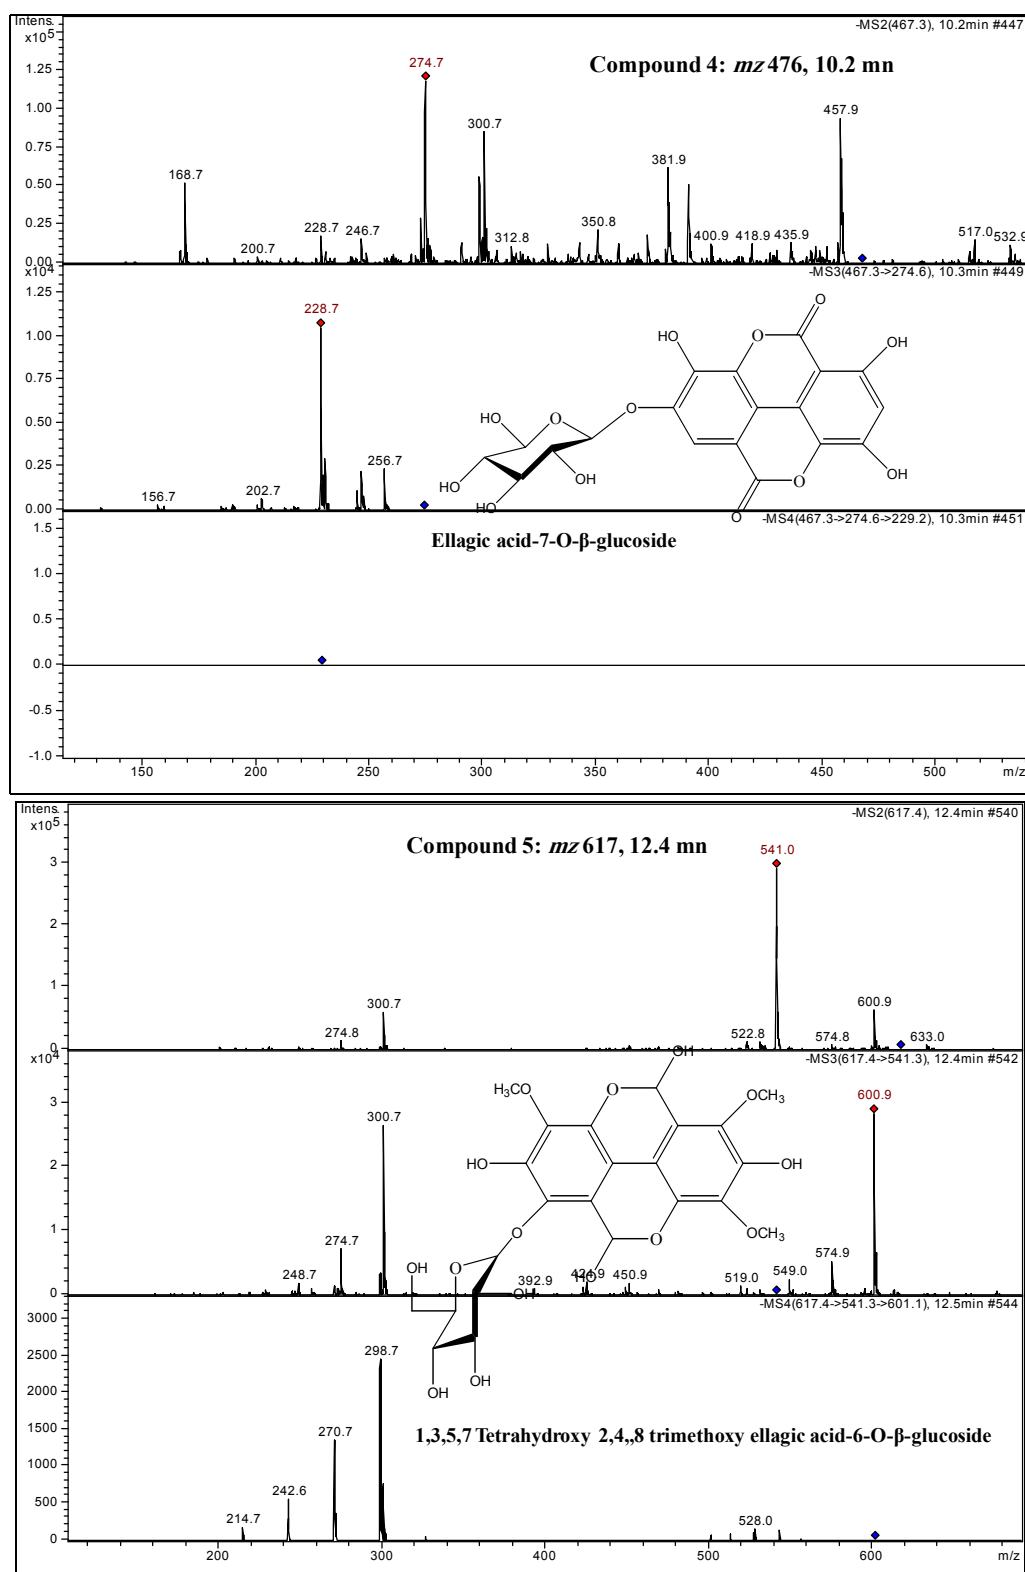 Intens.
x10⁵
-MS2(467.3), 10.2min #447
Compound 4: mz 476, 10.2 mn
1.25
1.00
0.75
0.50
0.25
0.00
168.7
200.7
228.7
246.7
274.7
300.7
312.8
350.8
381.9
400.9
418.9
435.9
457.9
517.0
532.9
x10⁴
-MS3(467.3->274.6), 10.3min #449
1.25
1.00
0.75
0.50
0.25
0.00
156.7
202.7
228.7
256.7
HO
O
O
OH
HO
O
O
HO
OH
HO
O
OH
O
-MS4(467.3->274.6->229.2), 10.3min #451
Ellagic acid-7-O-β-glucoside
1.5
1.0
0.5
0.0
-0.5
-1.0
150
200
250
300
350
400
450
500
m/z
Intens.
x10⁵
-MS2(617.4), 12.4min #540
Compound 5: mz 617, 12.4 mn
3
2
1
0
274.8
300.7
522.8
541.0
574.8
600.9
633.0
x10⁴
-MS3(617.4->541.3), 12.4min #542
3
2
1
0
248.7
274.7
300.7
392.9
424.9
450.9
519.0
549.0
574.9
600.9
OH
H₃CO
O
OCH₃
HO
OH
O
O
OCH₃
HO
OH
O
OH
OH
OH
-MS4(617.4->541.3->601.1), 12.5min #544
3000
2500
2000
1500
1000
500
0
214.7
242.6
270.7
298.7
528.0
1,3,5,7 Tetrahydroxy 2,4,,8 trimethoxy ellagic acid-6-O-β-glucoside
200
300
400
500
600
m/z